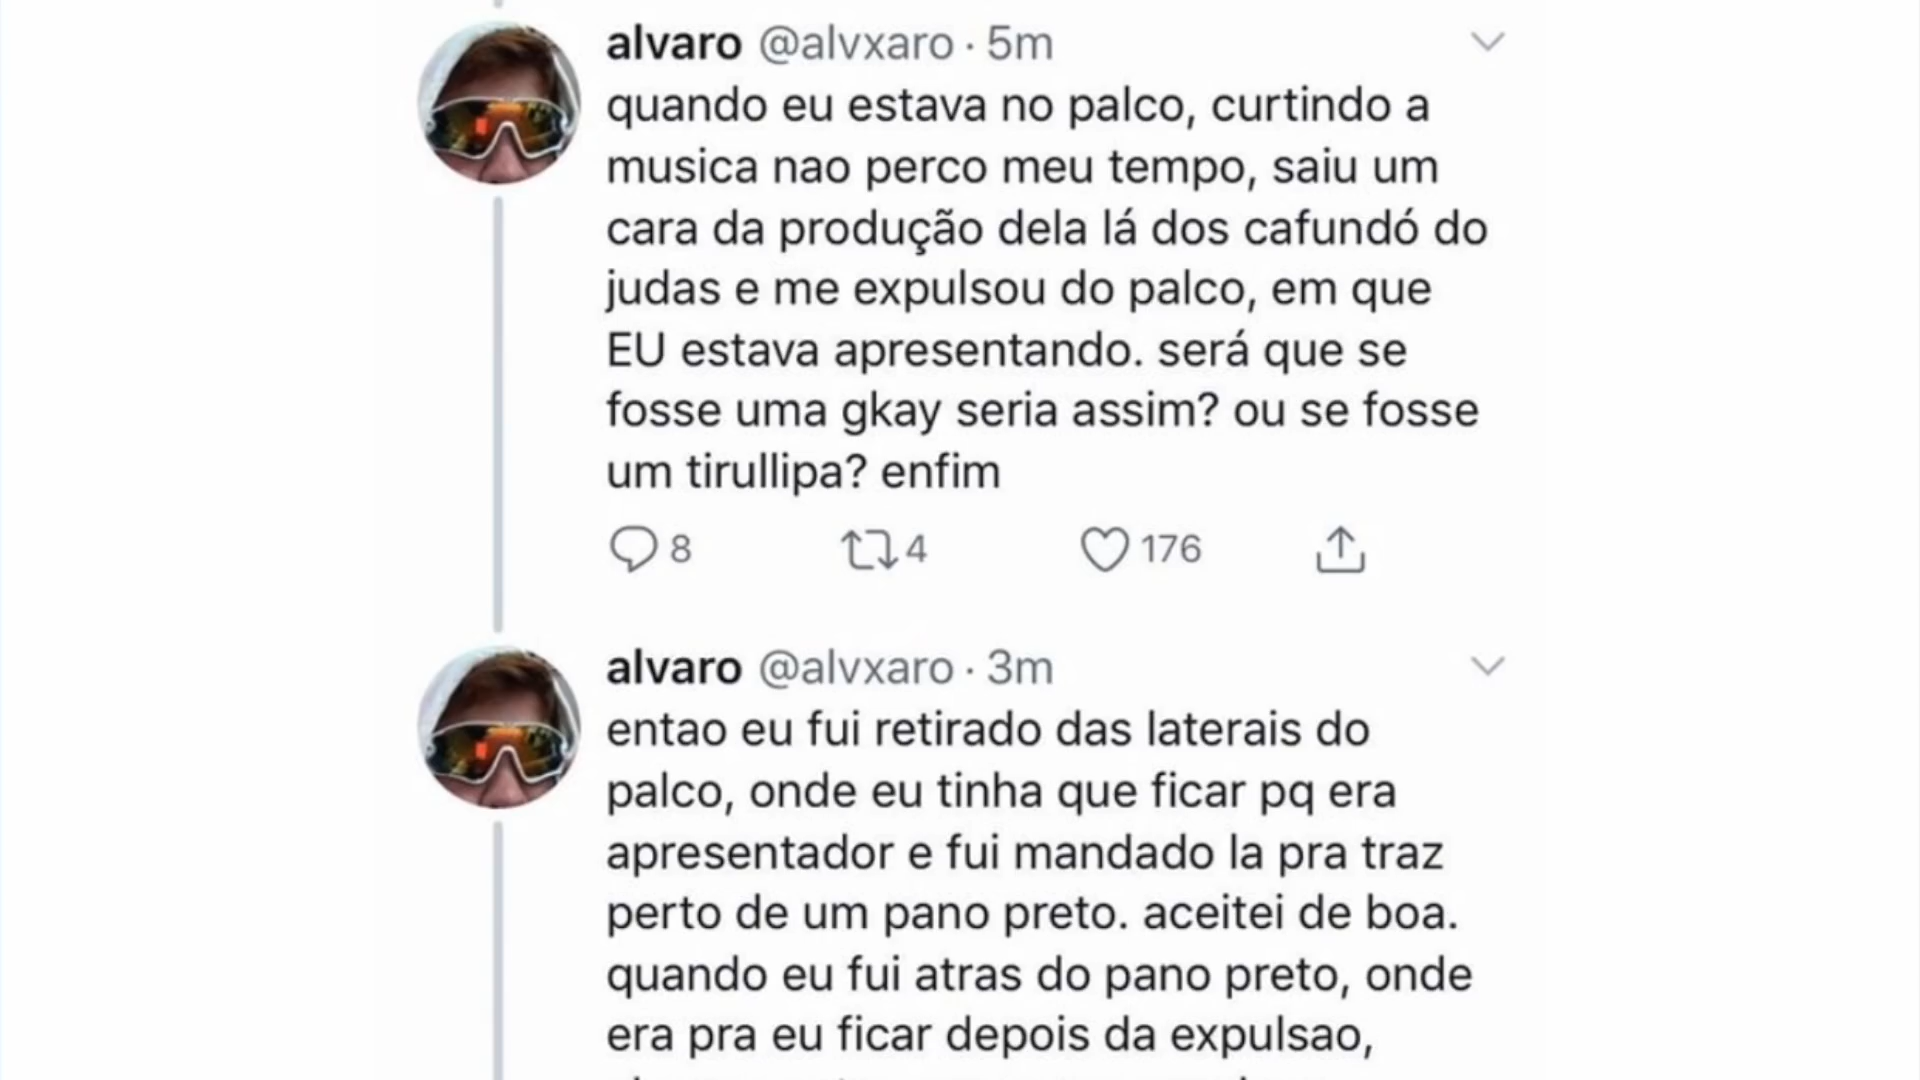 alvaro @alvxaro · 5m
quando eu estava no palco, curtindo a
musica nao perco meu tempo, saiu um
cara da produção dela lá dos cafundó do
judas e me expulsou do palco, em que
EU estava apresentando. será que se
fosse uma gkay seria assim? ou se fosse
um tirullipa? enfim
8 4 176
alvaro @alvxaro · 3m
entao eu fui retirado das laterais do
palco, onde eu tinha que ficar pq era
apresentador e fui mandado la pra traz
perto de um pano preto. aceitei de boa.
quando eu fui atras do pano preto, onde
era pra eu ficar depois da expulsao,